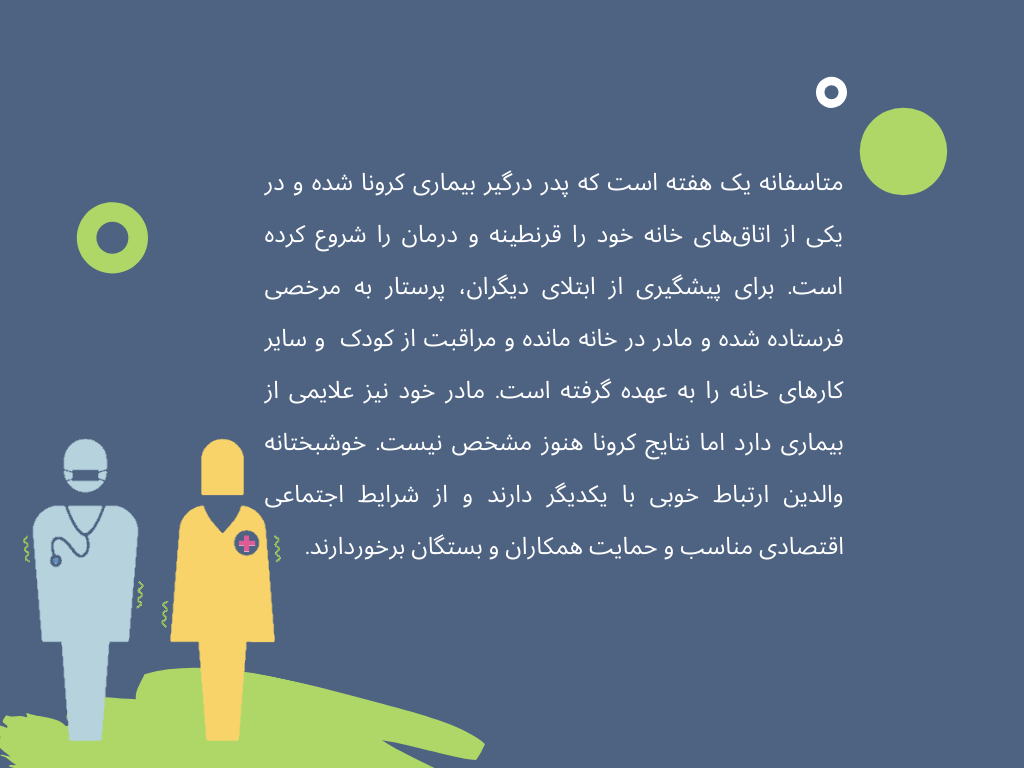 متاسفانه یک هفته است که پدر درگیر بیماری کرونا شده و در
یکی از اتاق‌های خانه خود را قرنطینه و درمان را شروع کرده
است. برای پیشگیری از ابتلای دیگران، پرستار به مرخصی
فرستاده شده و مادر در خانه مانده و مراقبت از کودک  و سایر
کارهای خانه را به عهده گرفته است. مادر خود نیز علایمی از
بیماری دارد اما نتایج کرونا هنوز مشخص نیست. خوشبختانه
والدین ارتباط خوبی با یکدیگر دارند و از شرایط اجتماعی
اقتصادی مناسب و حمایت همکاران و بستگان برخوردارند.